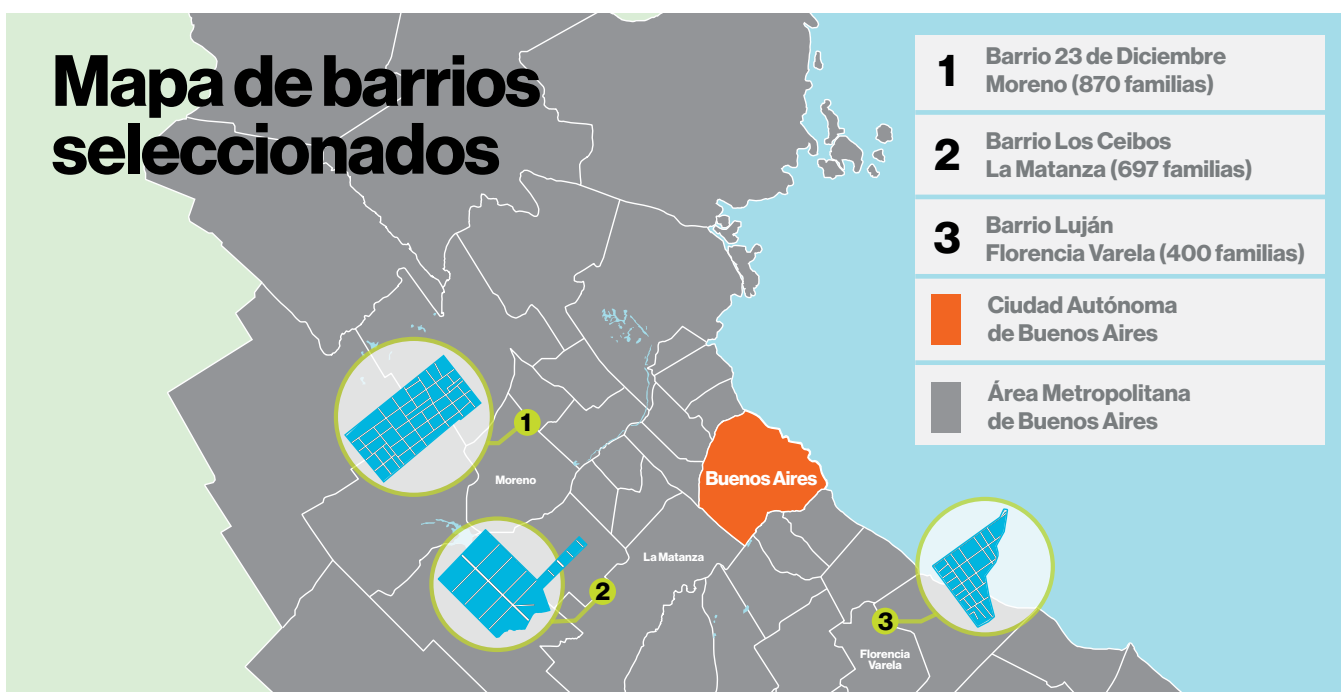 Mapa de barrios
seleccionados
1
Barrio 23 de Diciembre
Moreno (870 familias)
2
Barrio Los Ceibos
La Matanza (697 familias)
3
Barrio Luján
Florencia Varela (400 familias)
Ciudad Autónoma
de Buenos Aires
Área Metropolitana
de Buenos Aires
1
Moreno
Buenos Aires
La Matanza
2
3
Florencia
Varela